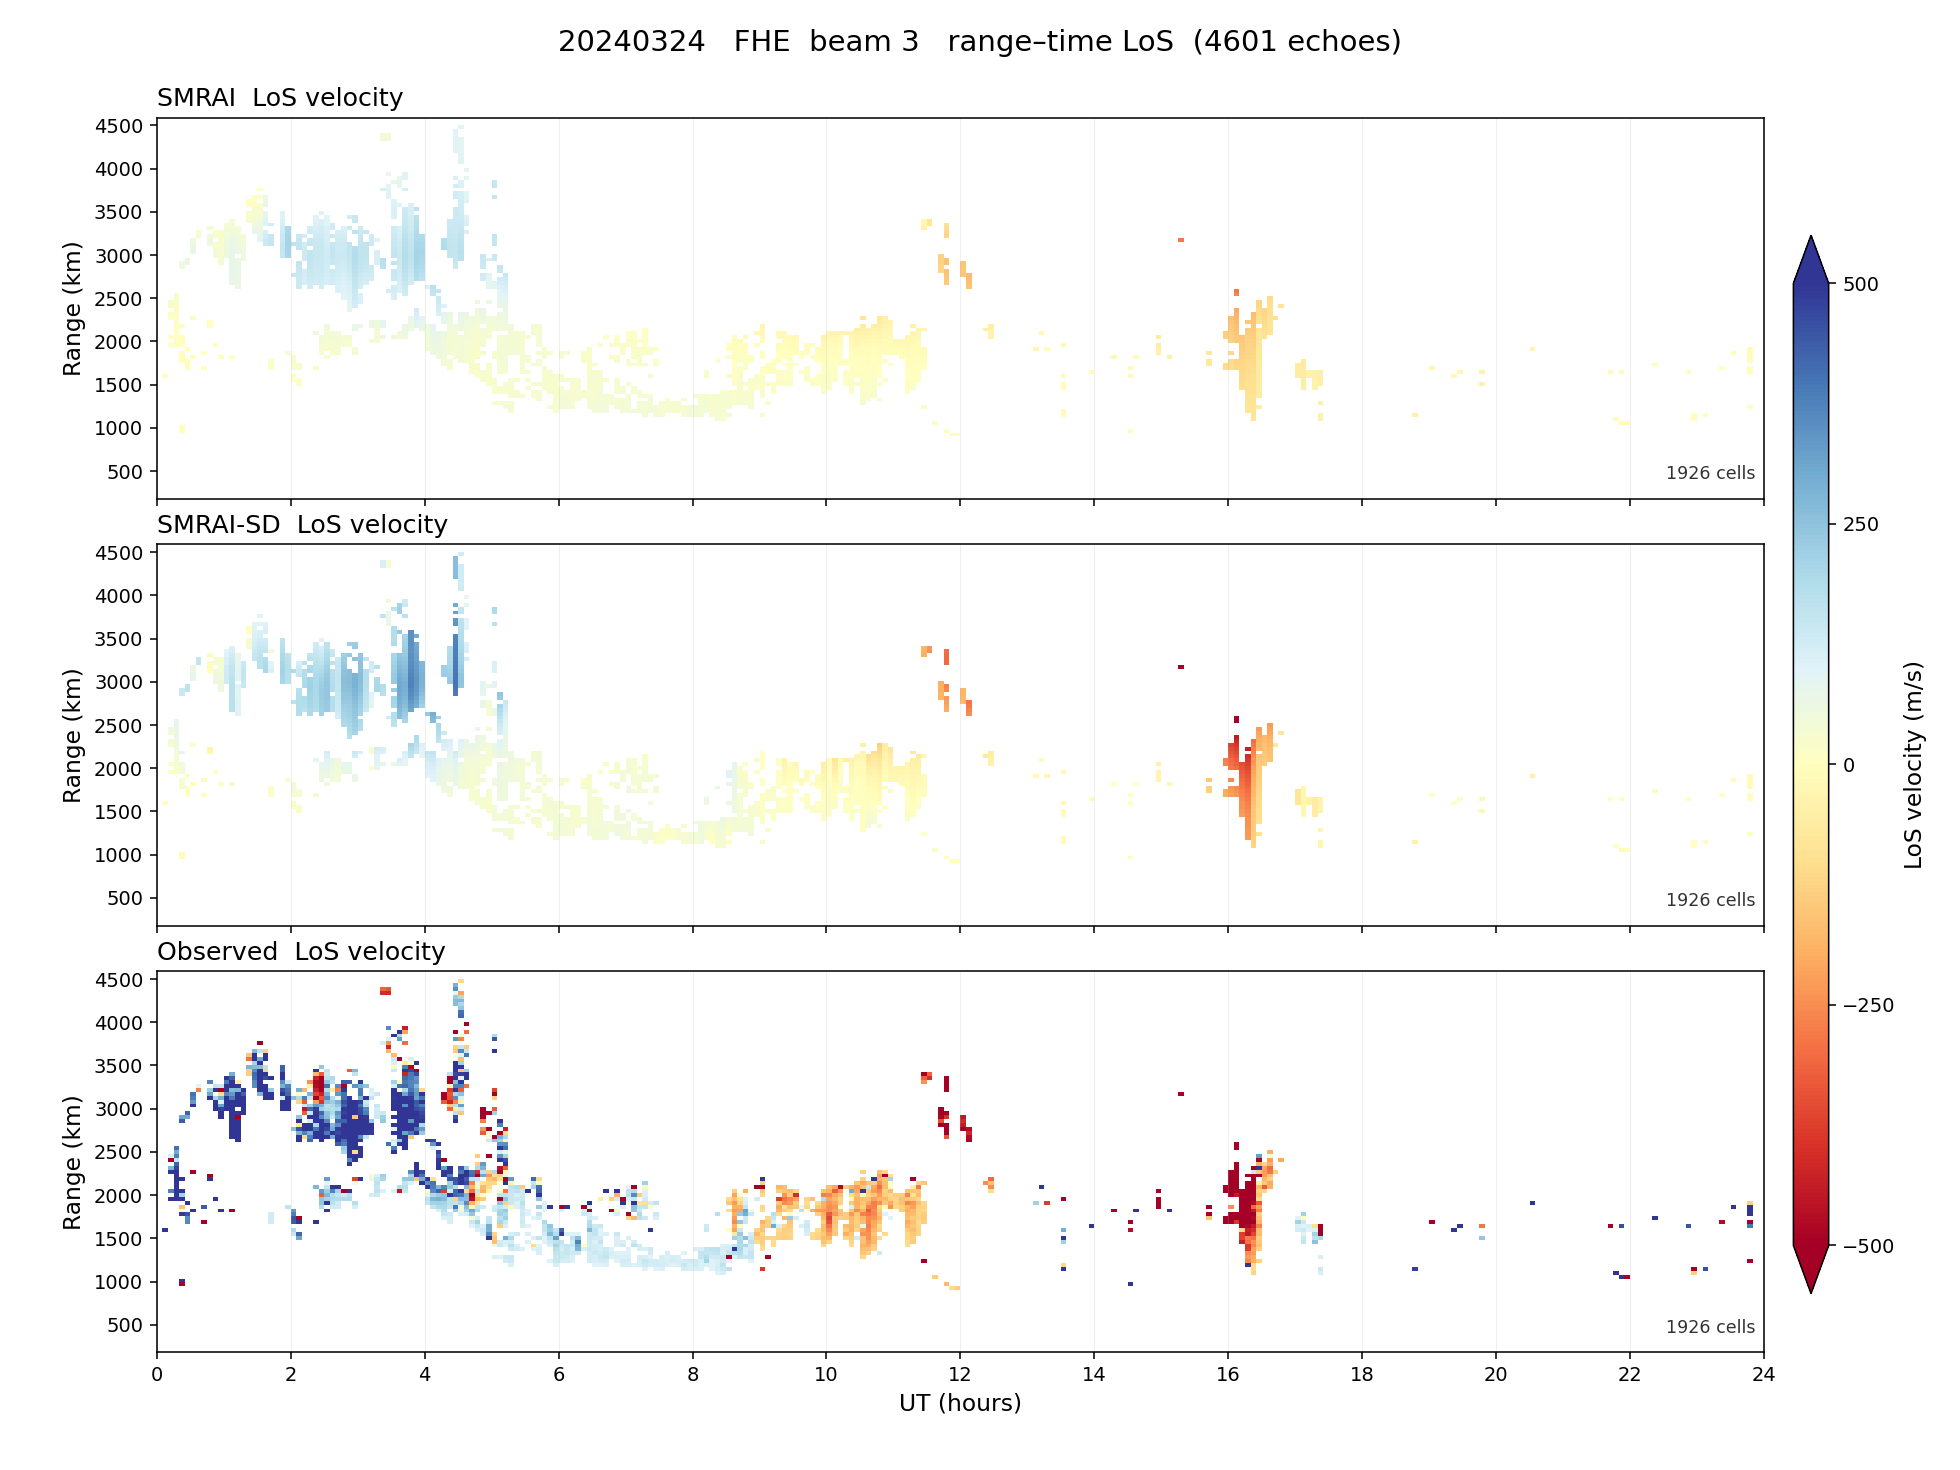 20240324 FHE beam 3 range–time LoS (4601 echoes)
SMRAI LoS velocity
4500
4000
3500
3000
2500
2000
1500
1000
500
Range (km)
1926 cells
SMRAI-SD LoS velocity
4500
4000
3500
3000
2500
2000
1500
1000
500
Range (km)
1926 cells
Observed LoS velocity
4500
4000
3500
3000
2500
2000
1500
1000
500
Range (km)
1926 cells
0 2 4 6 8 10 12 14 16 18 20 22 24
UT (hours)
500
250
0
−250
−500
LoS velocity (m/s)